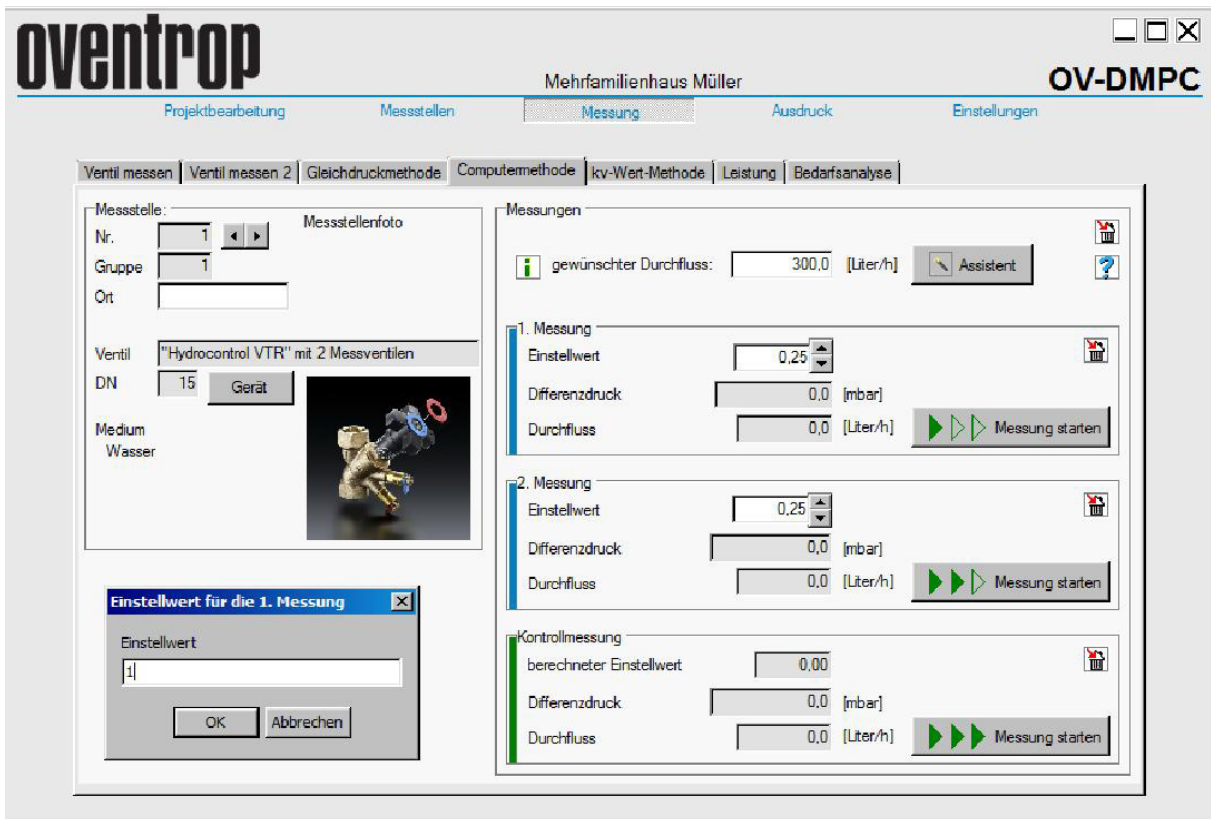 oventrop
Mehrfamilienhaus Müller
OV-DMPC
Projektbearbeitung Messstellen Messung Ausdruck Einstellungen
Ventil messen Ventil messen 2 Gleichdruckmethode Computermethode kv-Wert-Methode Leistung Bedarfsanalyse
Messstelle:
Messstellenfoto
Nr. 1
Gruppe 1
Ort
Ventil "Hydrocontrol VTR" mit 2 Messventilen
DN 15 Gerät
Medium
Wasser
Einstellwert für die 1. Messung
Einstellwert
1
OK Abbrechen
Messungen
gewünschter Durchfluss: 300,0 [Liter/h] Assistent
1. Messung
Einstellwert 0,25
Differenzdruck 0,0 [mbar]
Durchfluss 0,0 [Liter/h] Messung starten
2. Messung
Einstellwert 0,25
Differenzdruck 0,0 [mbar]
Durchfluss 0,0 [Liter/h] Messung starten
Kontrollmessung
berechneter Einstellwert 0,00
Differenzdruck 0,0 [mbar]
Durchfluss 0,0 [Liter/h] Messung starten